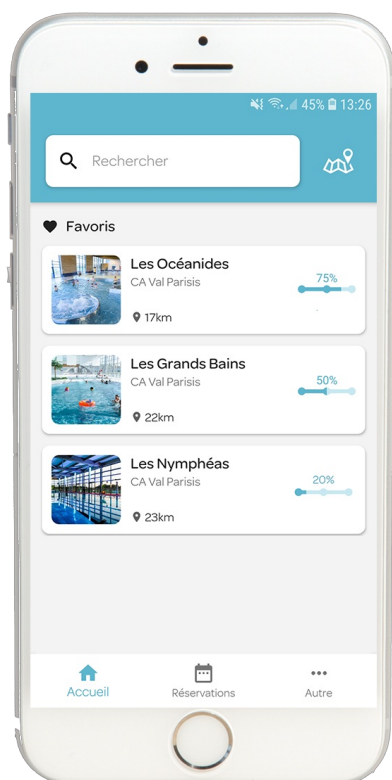 45% 13:26
Rechercher
Favoris
Les Océanides
CA Val Parisis
75%
17km
Les Grands Bains
CA Val Parisis
50%
22km
Les Nymphéas
CA Val Parisis
20%
23km
Accueil
Réservations
Autre